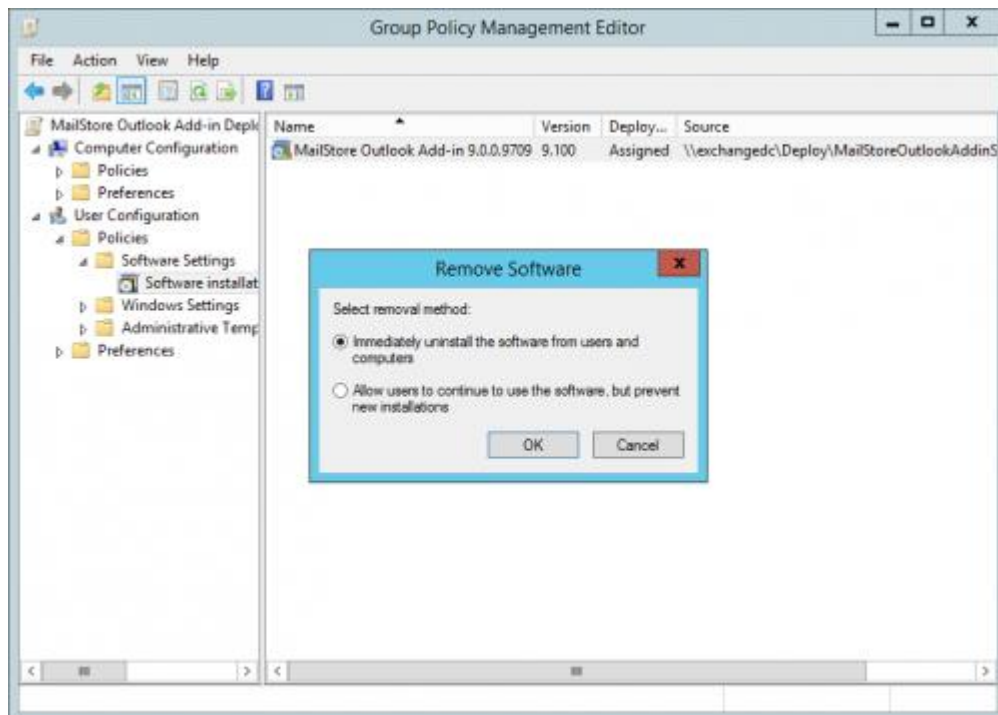 Group Policy Management Editor
File Action View Help
MailStore Outlook Add-in Deplo
Computer Configuration
Policies
Preferences
User Configuration
Policies
Software Settings
Software installat
Windows Settings
Administrative Temp
Preferences
Name Version Deploy... Source
MailStore Outlook Add-in 9.0.0.9709 9.100 Assigned \\exchangedc\Deploy\MailStoreOutlookAddinS
Remove Software
x
Select removal method:
Immediately uninstall the software from users and
computers
Allow users to continue to use the software, but prevent
new installations
OK Cancel